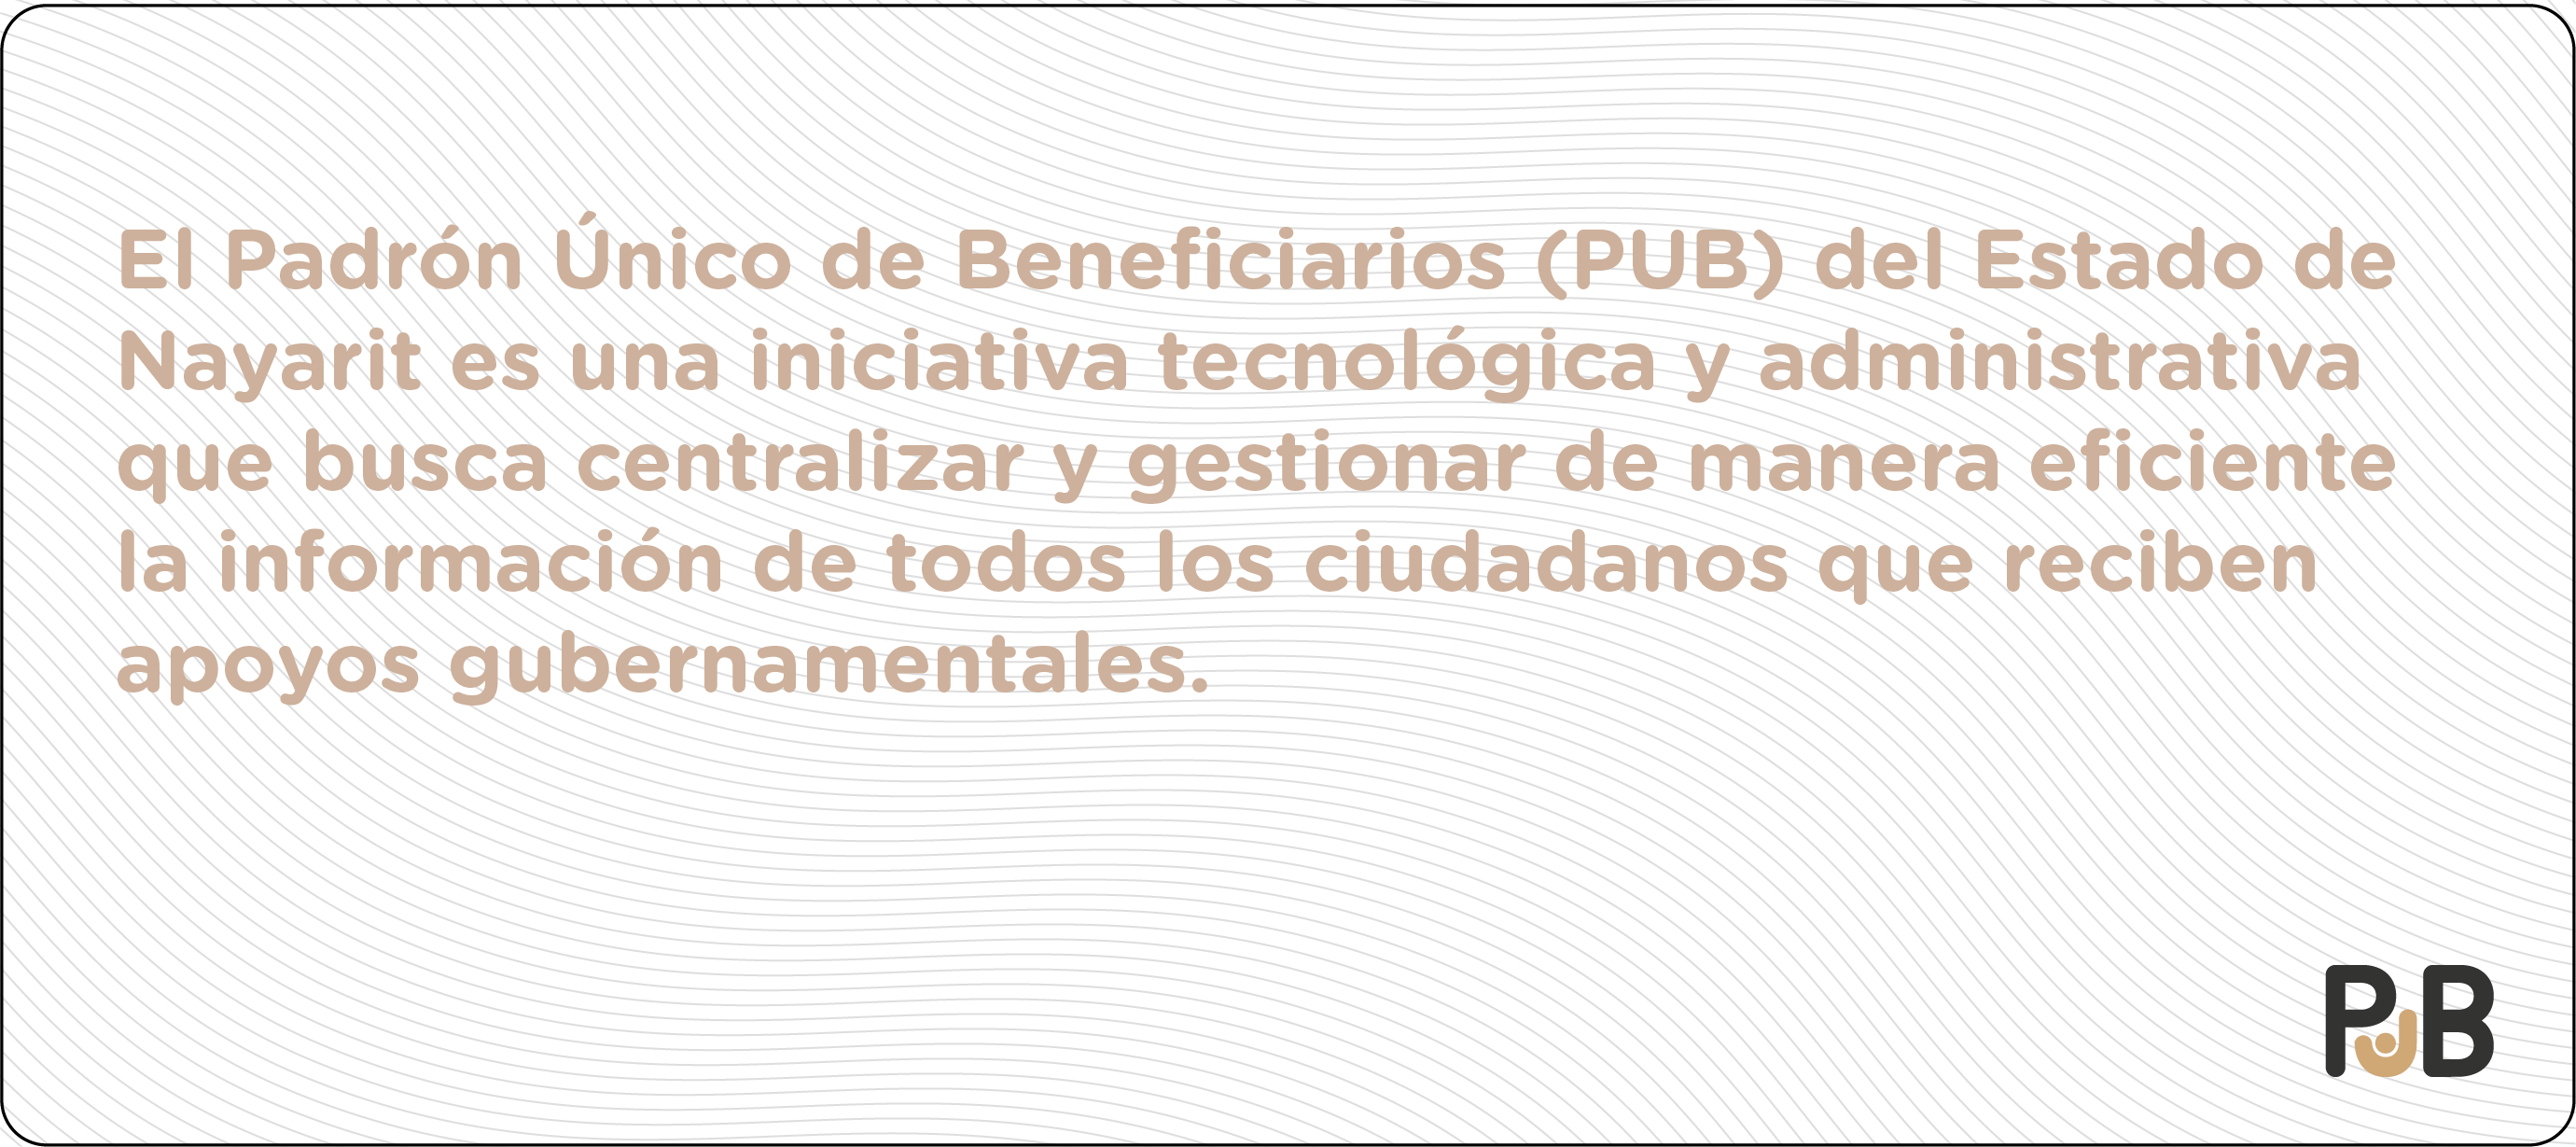 El Padrón Único de Beneficiarios (PUB) del Estado de
Nayarit es una iniciativa tecnológica y administrativa
que busca centralizar y gestionar de manera eficiente
la información de todos los ciudadanos que reciben
apoyos gubernamentales.
PUB